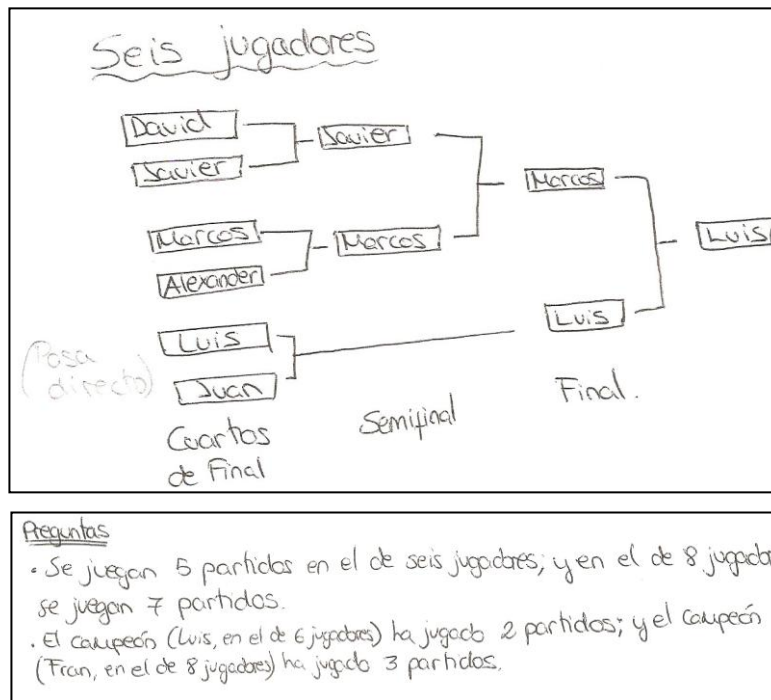 Seis jugadores
David
Javier
Javier
Marcos
Marcos
Marcos
Luis
Alexander
Luis
Luis
(Pasa
directo)
Juan
Cuartos
de Final
Semifinal
Final.
Preguntas
. Se juegan 5 partidos en el de seis jugadores; y en el de 8
se juegan 7 partidos.
. El campeón (Luis, en el de 6 jugadores) ha jugado 2 partidos; y el campeón
(Fran, en el de 8 jugadores) ha jugado 3 partidos.